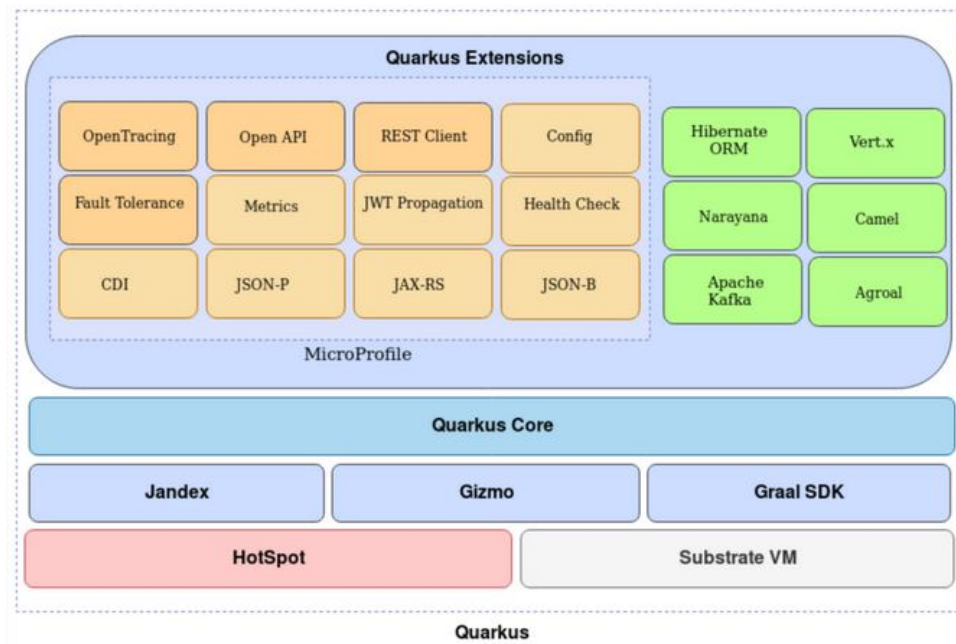 Quarkus Extensions
OpenTracing
Open API
REST Client
Config
Hibernate
ORM
Vert.x
Fault Tolerance
Metrics
JWT Propagation
Health Check
Narayana
Camel
CDI
JSON-P
JAX-RS
JSON-B
Apache
Kafka
Agroal
MicroProfile
Quarkus Core
Jandex
Gizmo
Graal SDK
HotSpot
Substrate VM
Quarkus